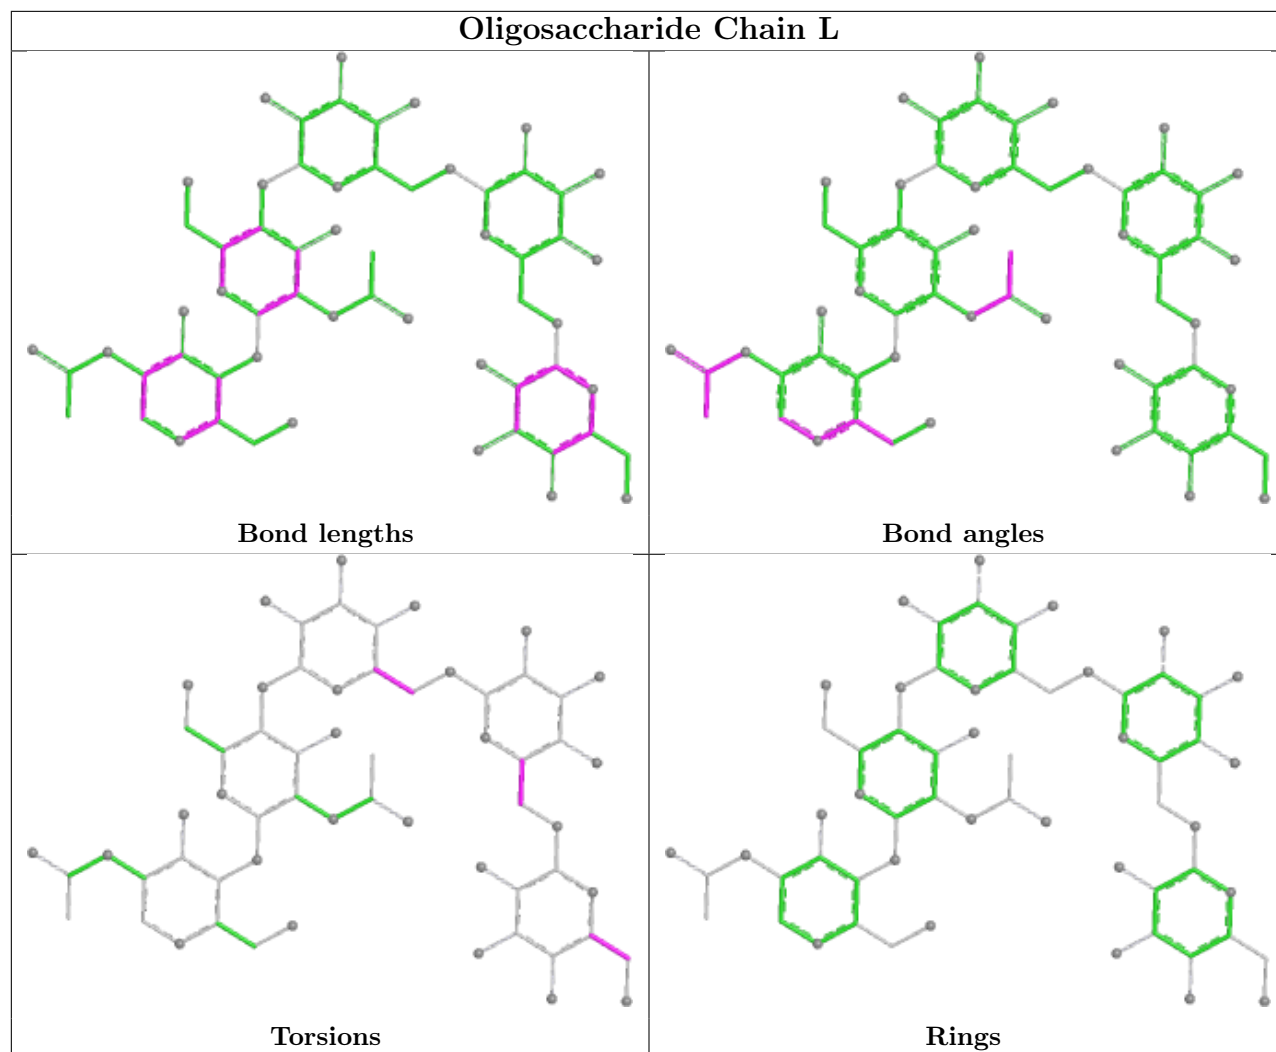 Oligosaccharide Chain L
Bond lengths
Bond angles
Torsions
Rings